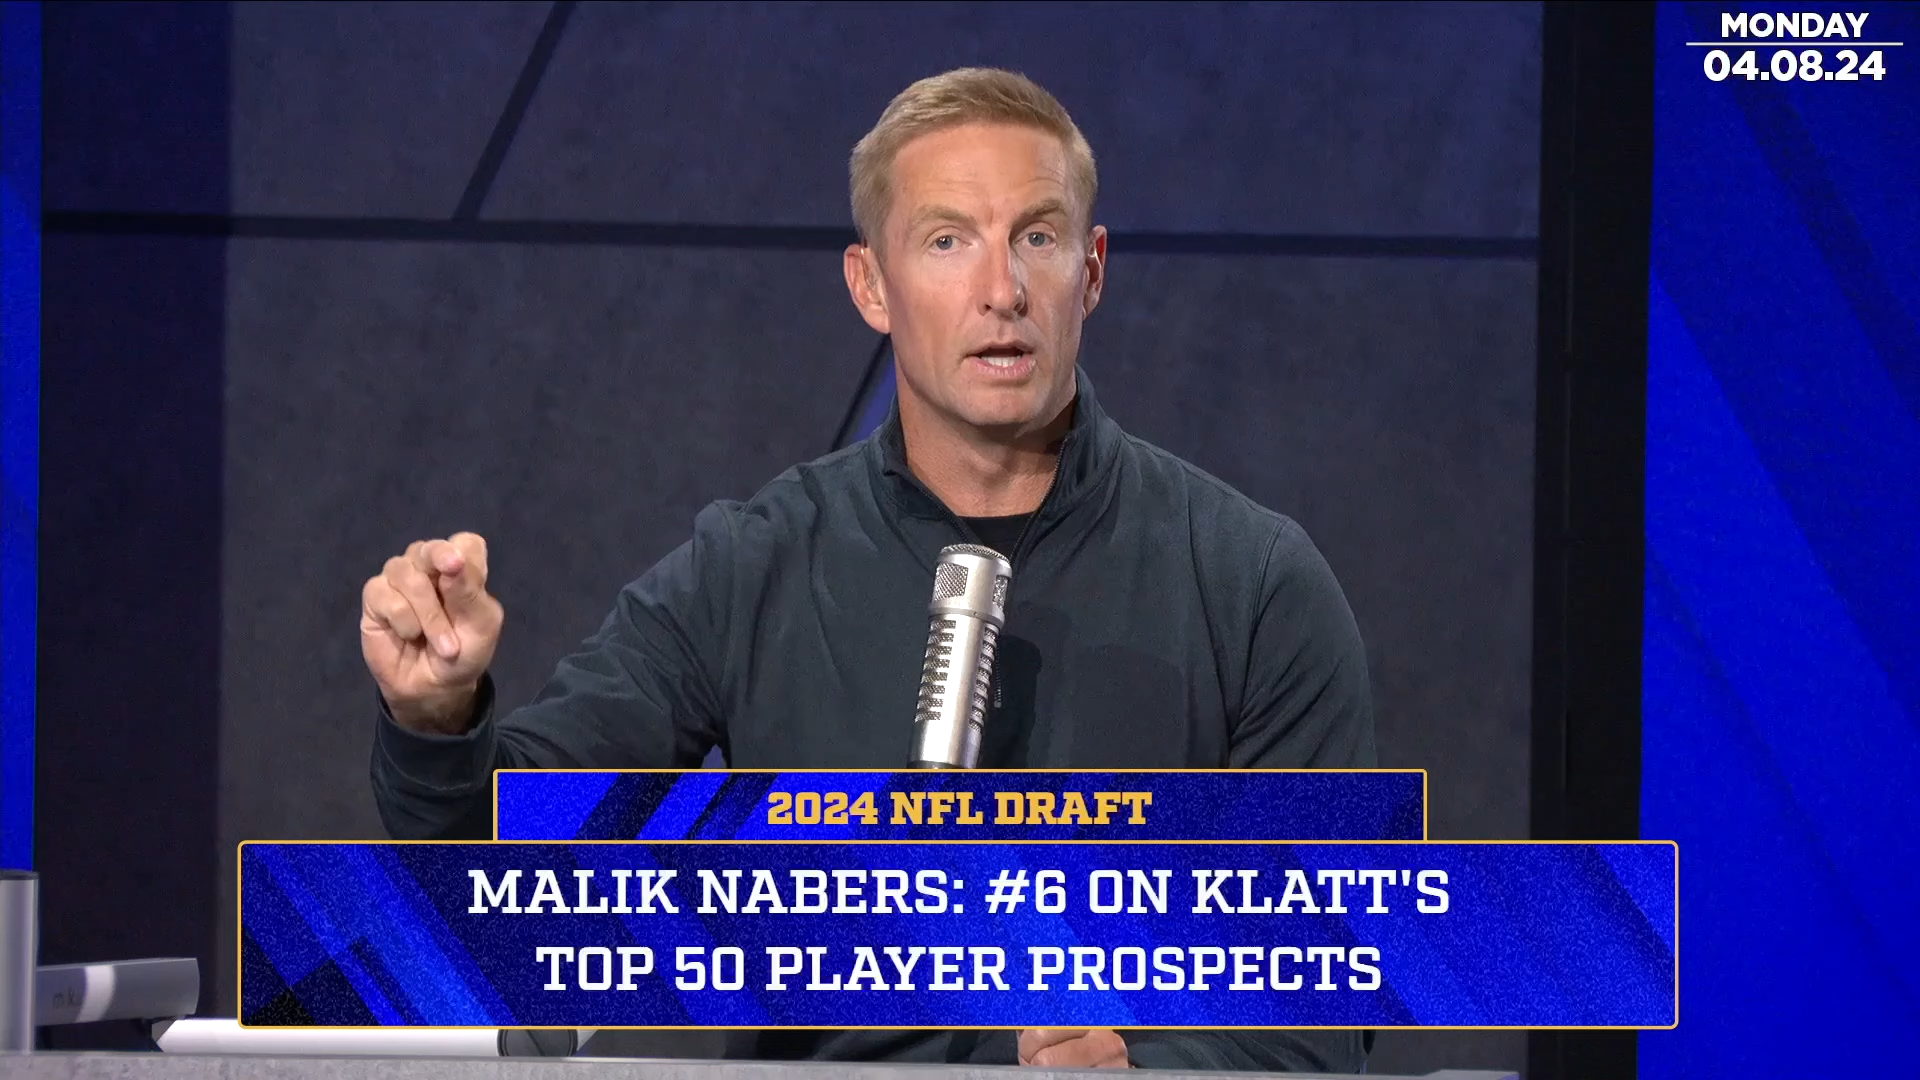 MONDAY
04.08.24
2024 NFL DRAFT
MALIK NABERS: #6 ON KLATT'S
TOP 50 PLAYER PROSPECTS